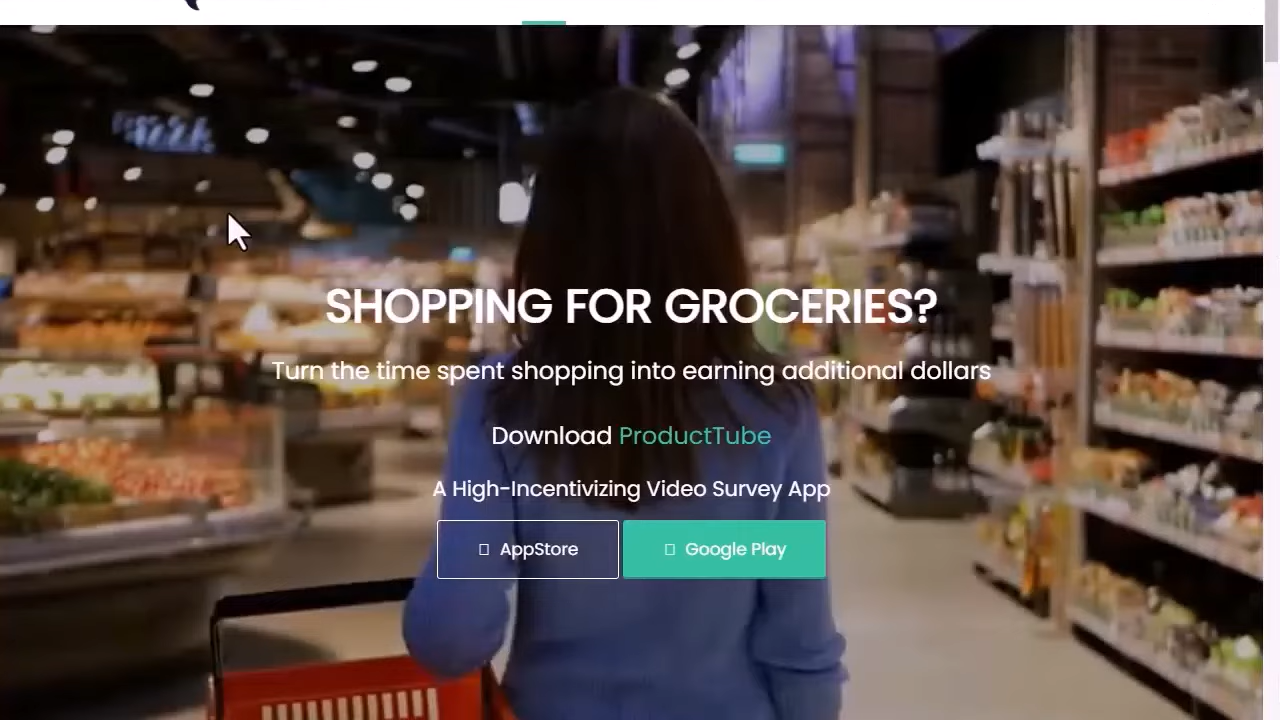 SHOPPING FOR GROCERIES?
Turn the time spent shopping into earning additional dollars
Download ProductTube
A High-Incentivizing Video Survey App
AppStore
Google Play